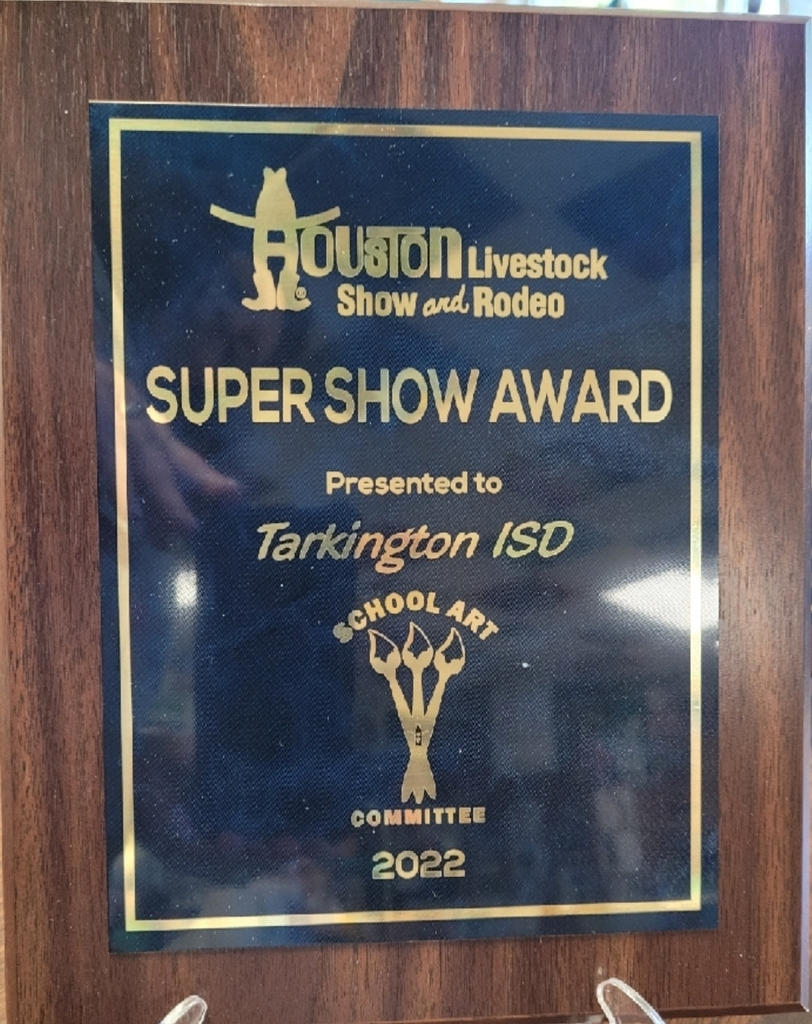 HOUSTON Livestock
Show and Rodeo
SUPER SHOW AWARD
Presented to
Tarkington ISD
SCHOOL ART
COMMITTEE
2022